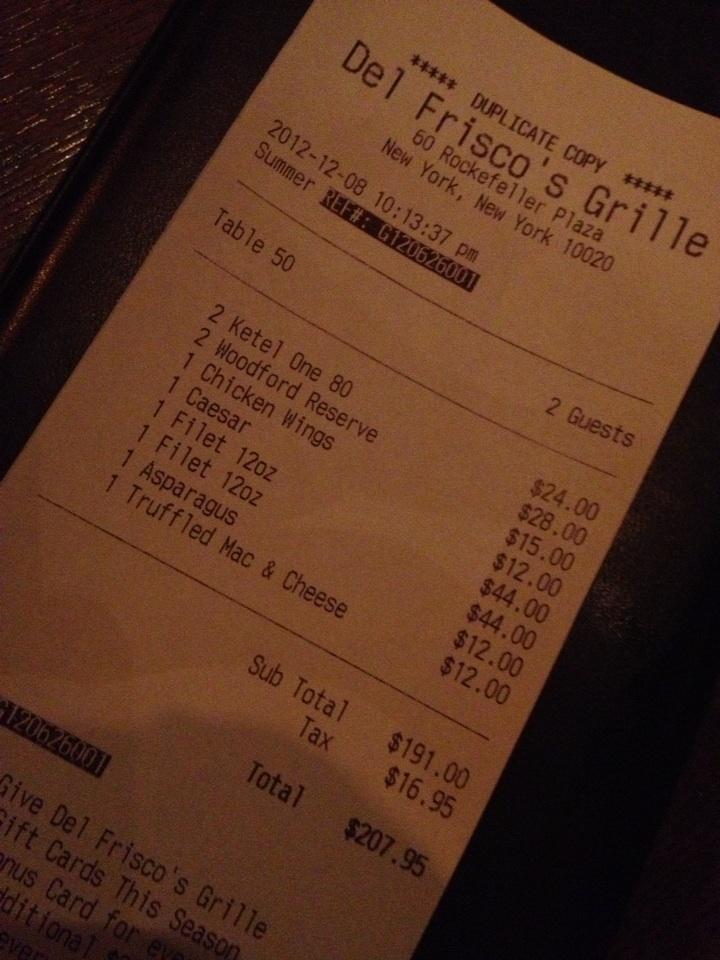 ***** DUPLICATE COPY *****
Del Frisco's Grille
60 Rockefeller Plaza
New York, New York 10020
2012-12-08 10:13:37 pm
Summer REF#: G120626001
Table 50 2 Guests
2 Ketel One 80 $24.00
2 Woodford Reserve $28.00
1 Chicken Wings $15.00
1 Caesar $12.00
1 Filet 12oz $44.00
1 Filet 12oz $44.00
1 Asparagus $12.00
1 Truffled Mac & Cheese $12.00
Sub Total $191.00
Tax $16.95
Total $207.95
G120626001
Give Del Frisco's Grille
Gift Cards This Season
Card for